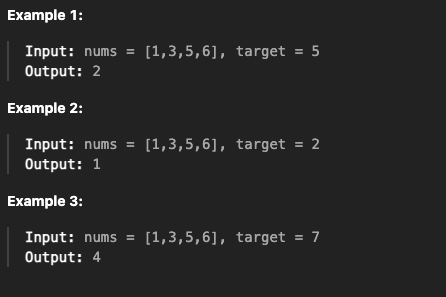 Example 1:
Input: nums = [1,3,5,6], target = 5
Output: 2
Example 2:
Input: nums = [1,3,5,6], target = 2
Output: 1
Example 3:
Input: nums = [1,3,5,6], target = 7
Output: 4